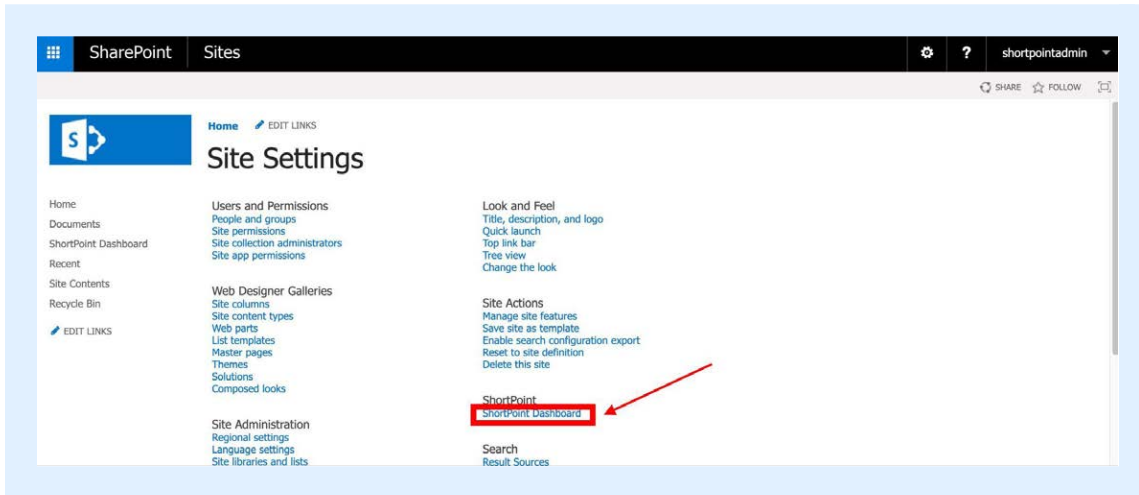 SharePoint Sites ? shortpointadmin
SHARE FOLLOW
S
Home EDIT LINKS
Site Settings
Home
Documents
ShortPoint Dashboard
Recent
Site Contents
Recycle Bin
EDIT LINKS
Users and Permissions
People and groups
Site permissions
Site collection administrators
Site app permissions
Web Designer Galleries
Site columns
Site content types
Web parts
List templates
Master pages
Themes
Solutions
Composed looks
Site Administration
Regional settings
Language settings
Site libraries and lists
Look and Feel
Title, description, and logo
Quick launch
Top link bar
Tree view
Change the look
Site Actions
Manage site features
Save site as template
Enable search configuration export
Reset to site definition
Delete this site
ShortPoint
ShortPoint Dashboard
Search
Result Sources